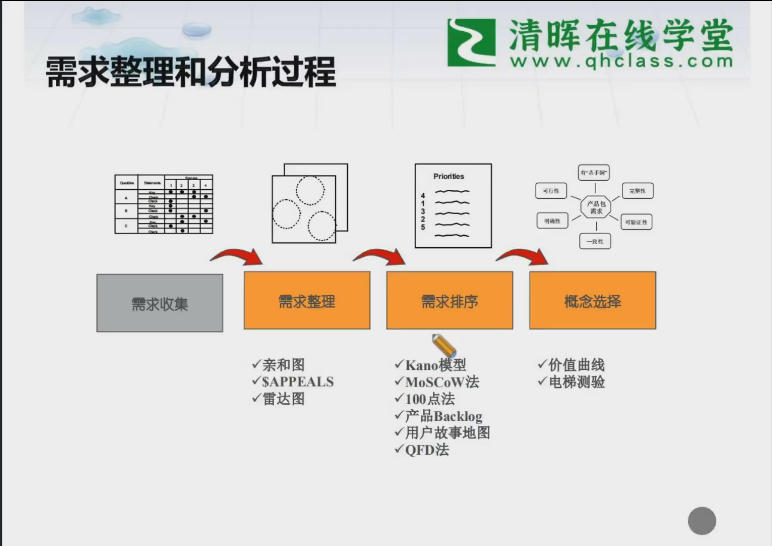 清晖在线学堂
www.qhclass.com
需求整理和分析过程
Question
Statements
1 2 3 4
A
B
C
Priorities
4
1
3
2
5
有"杀手锏"
可行性
完整性
产品包
需求
明确性
可验证性
一致性
需求收集
需求整理
需求排序
概念选择
✓亲和图
✓$APPEALS
✓雷达图
✓Kano模型
✓MoSCoW法
✓100点法
✓产品Backlog
✓用户故事地图
✓QFD法
✓价值曲线
✓电梯测验